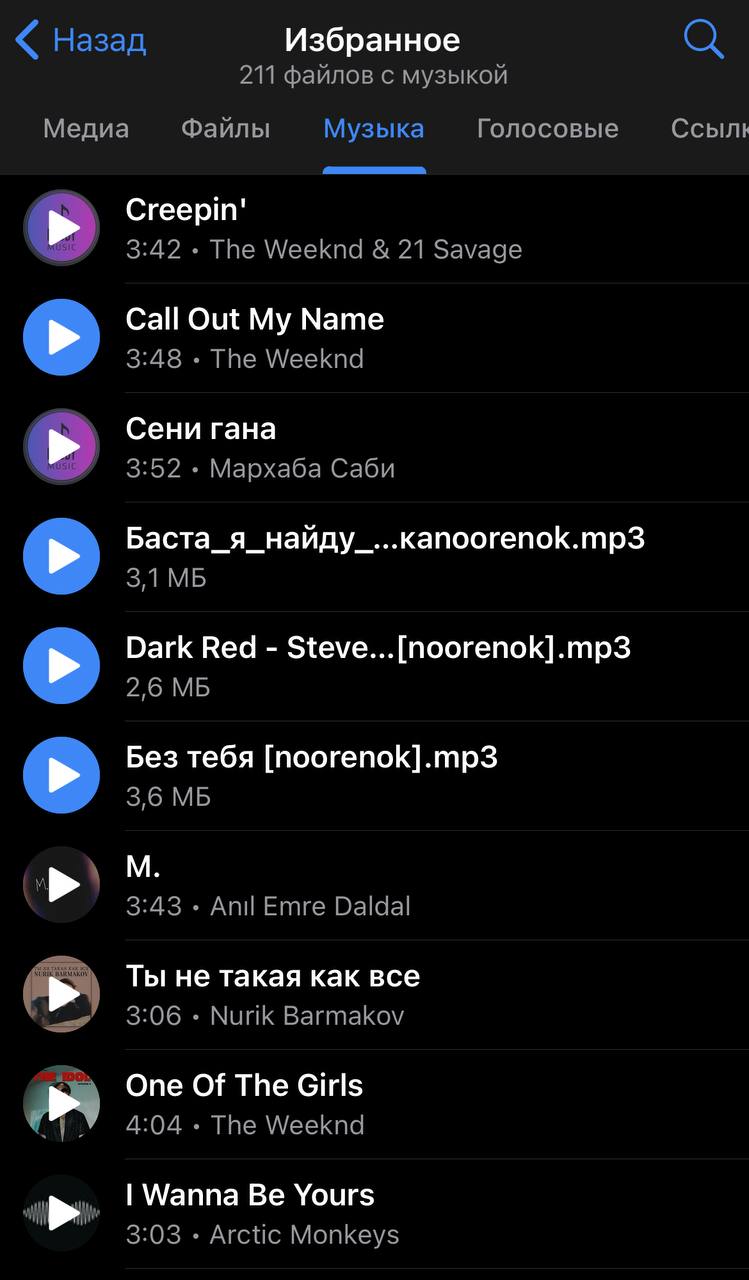 Назад
Избранное
211 файлов с музыкой
Медиа Файлы Музыка Голосовые Ссылк
Creepin'
3:42 • The Weeknd & 21 Savage
Call Out My Name
3:48 • The Weeknd
Сени гана
3:52 • Мархаба Саби
Баста_я_найду_...каnoorenok.mp3
3,1 МБ
Dark Red - Steve...[noorenok].mp3
2,6 МБ
Без тебя [noorenok].mp3
3,6 МБ
M.
3:43 • Anıl Emre Daldal
Ты не такая как все
3:06 • Nurik Barmakov
One Of The Girls
4:04 • The Weeknd
I Wanna Be Yours
3:03 • Arctic Monkeys